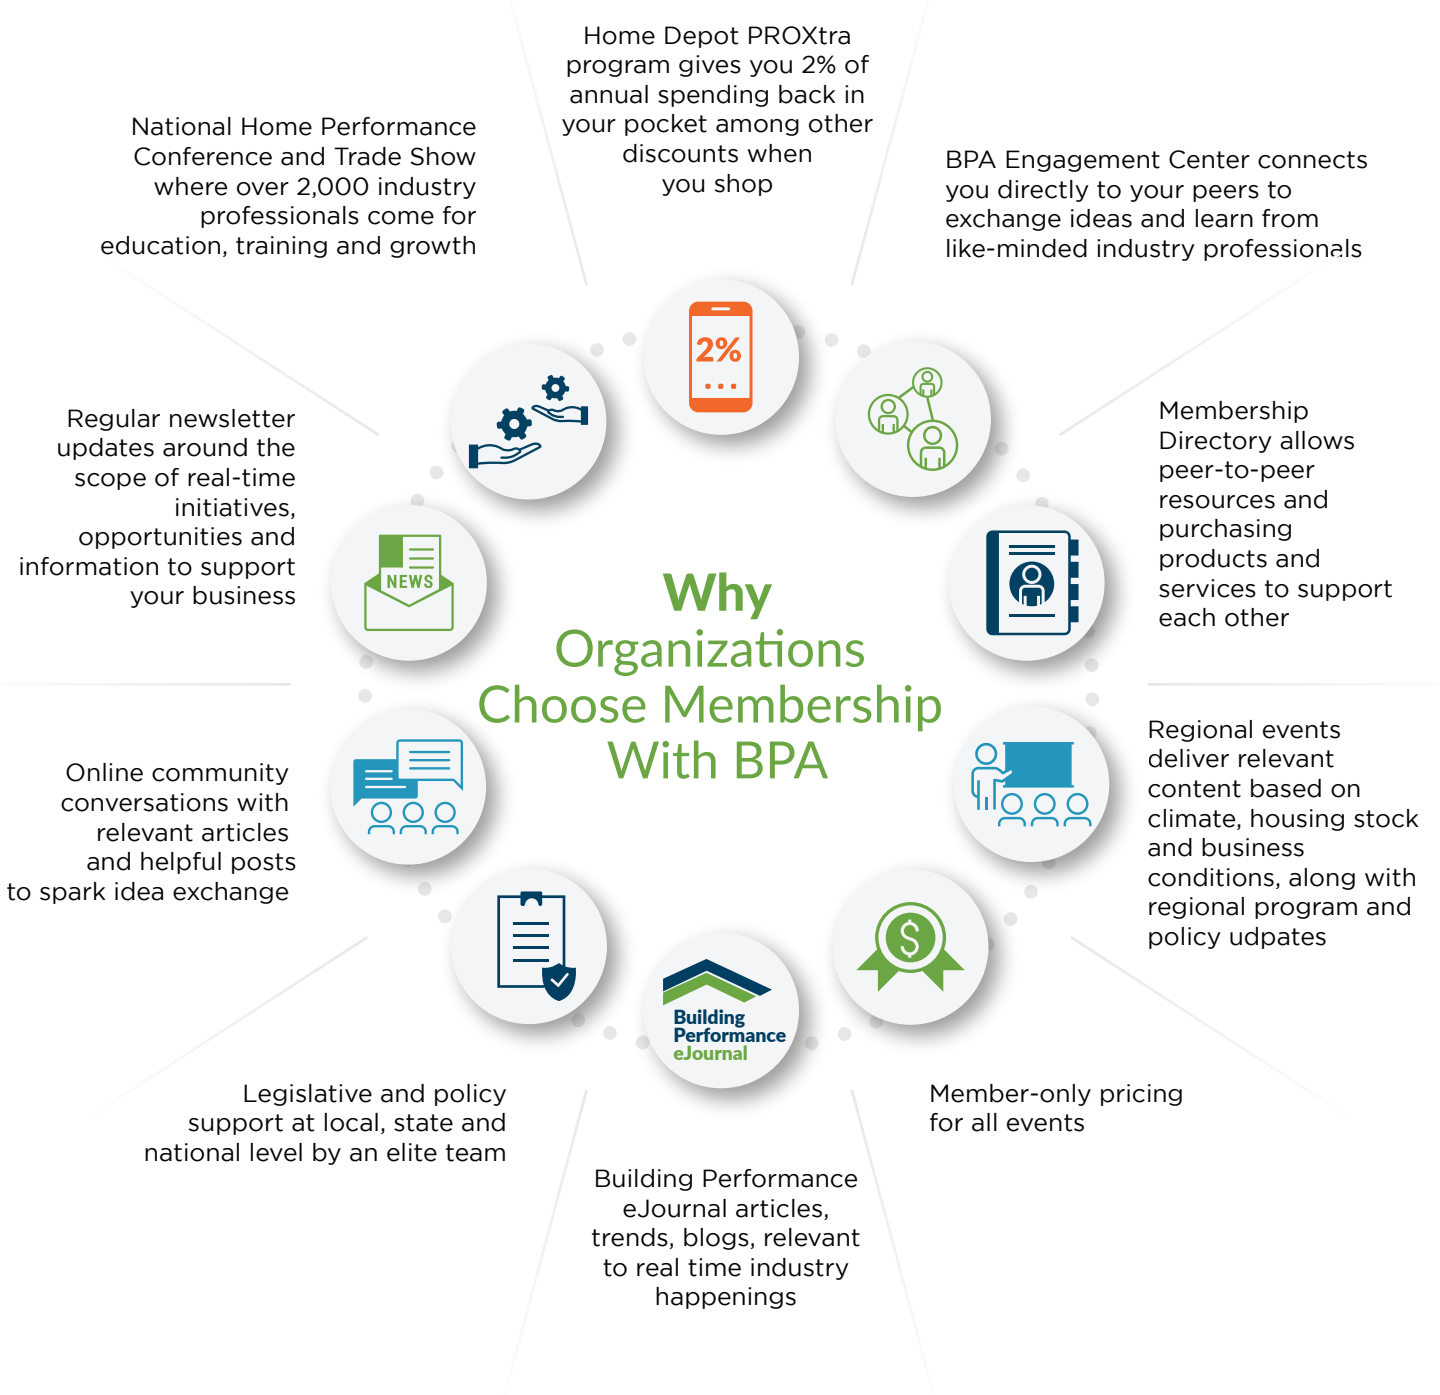 Home Depot PROXtra
program gives you 2% of
annual spending back in
your pocket among other
discounts when
you shop
BPA Engagement Center connects
you directly to your peers to
exchange ideas and learn from
like-minded industry professionals
Membership
Directory allows
peer-to-peer
resources and
purchasing
products and
services to support
each other
Regional events
deliver relevant
content based on
climate, housing stock
and business
conditions, along with
regional program and
policy udpates
Member-only pricing
for all events
Building Performance
eJournal articles,
trends, blogs, relevant
to real time industry
happenings
Legislative and policy
support at local, state and
national level by an elite team
Online community
conversations with
relevant articles
and helpful posts
to spark idea exchange
Regular newsletter
updates around the
scope of real-time
initiatives,
opportunities and
information to support
your business
National Home Performance
Conference and Trade Show
where over 2,000 industry
professionals come for
education, training and growth
2%
NEWS
$
Building
Performance
eJournal
Why
Organizations
Choose Membership
With BPA